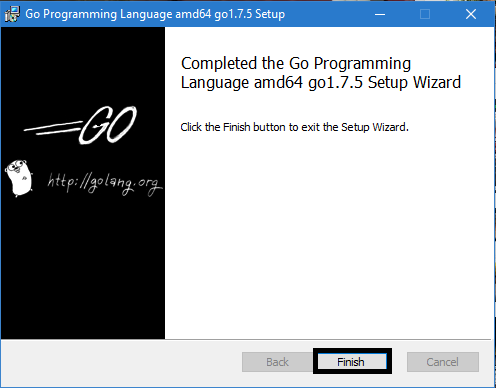 Go Programming Language amd64 go1.7.5 Setup
Completed the Go Programming
Language amd64 go1.7.5 Setup Wizard
Click the Finish button to exit the Setup Wizard.
GO
http://golang.org
Back
Finish
Cancel